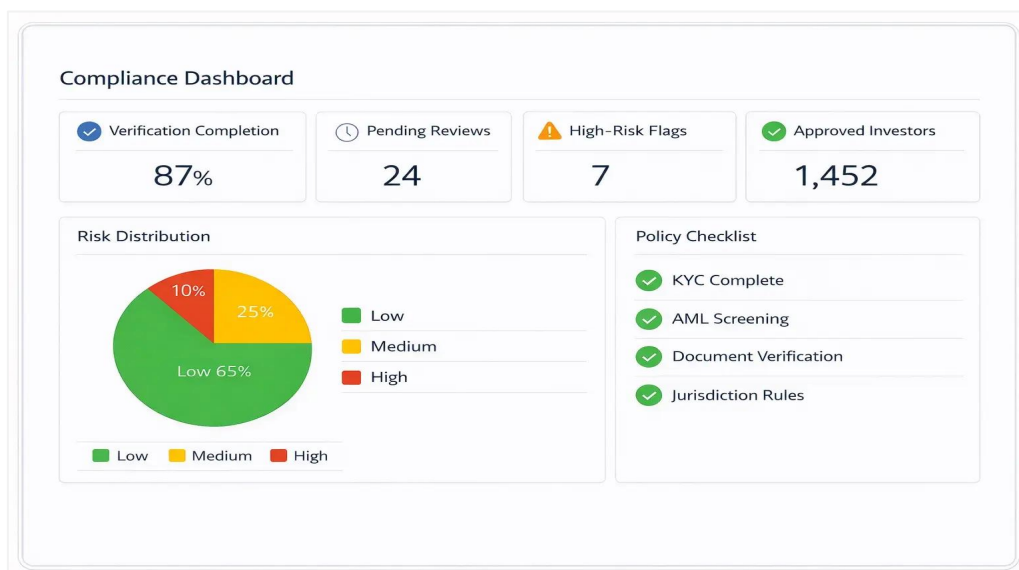 Compliance Dashboard
Verification Completion
87%
Pending Reviews
24
High-Risk Flags
7
Approved Investors
1,452
Risk Distribution
10%
25%
Low 65%
Low
Medium
High
Low Medium High
Policy Checklist
KYC Complete
AML Screening
Document Verification
Jurisdiction Rules